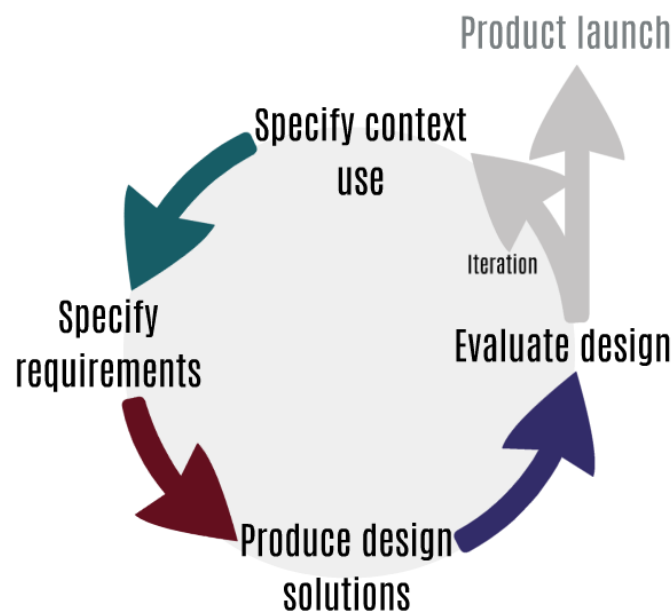 Product launch
Specify context
use
Iteration
Specify
requirements
Evaluate design
Produce design
solutions